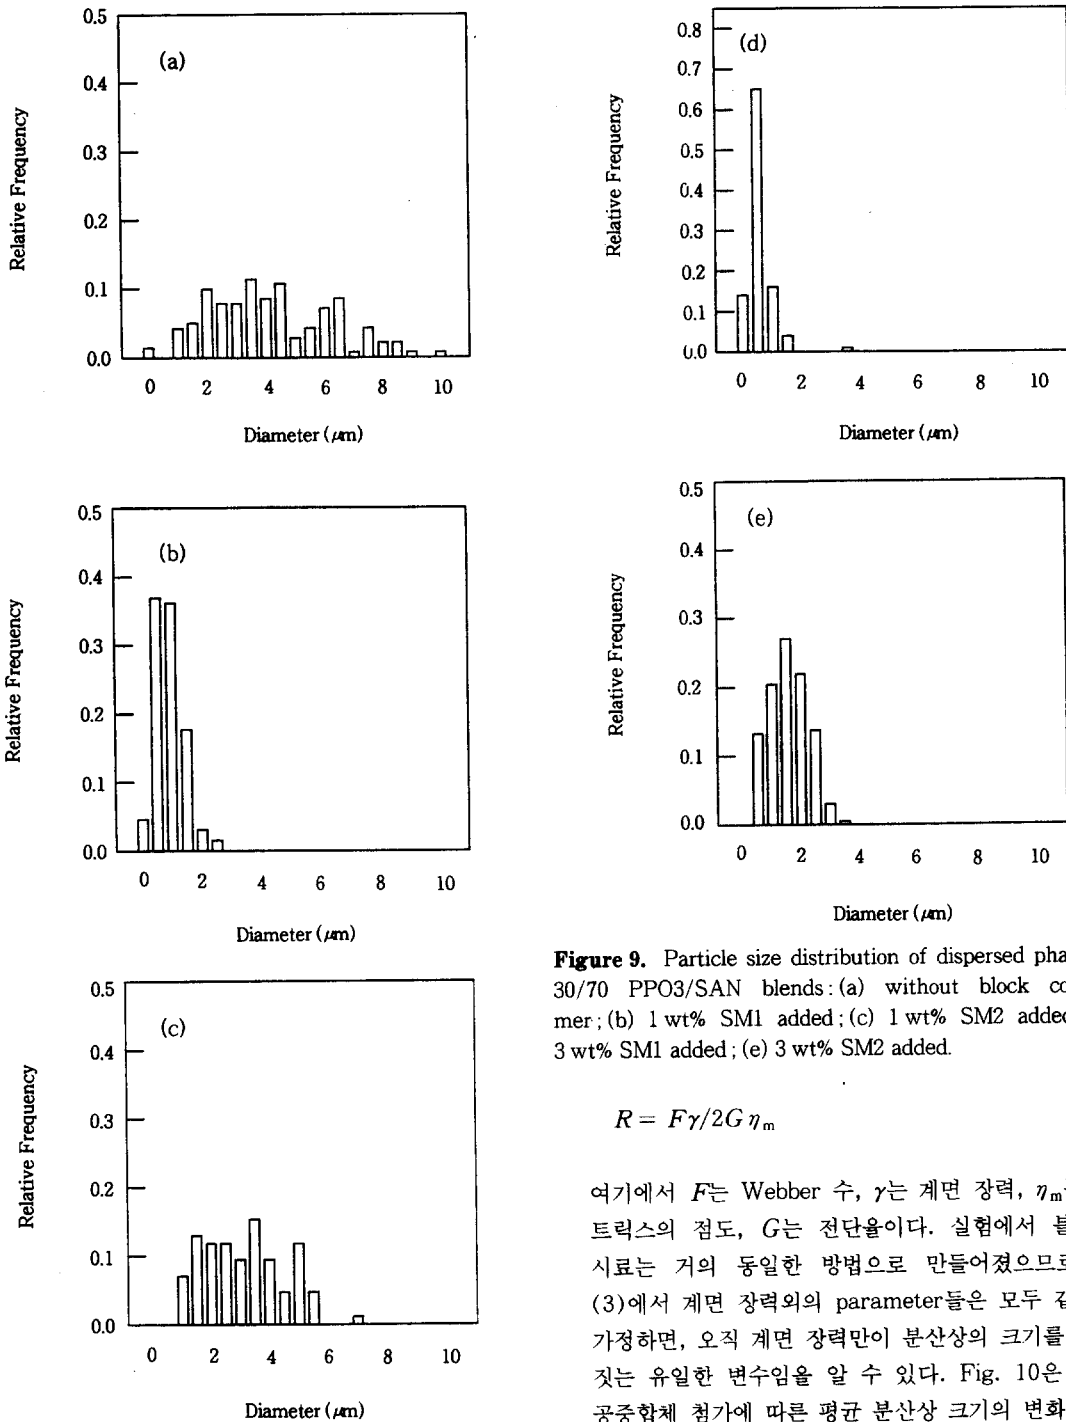 0.5
(a)
0.4
0.3
0.2
0.1
0.0
Relative Frequency
0 2 4 6 8 10
Diameter (μm)
0.5
(b)
0.4
0.3
0.2
0.1
0.0
Relative Frequency
0 2 4 6 8 10
Diameter (μm)
0.5
(c)
0.4
0.3
0.2
0.1
0.0
Relative Frequency
0 2 4 6 8 10
Diameter (μm)
0.8
(d)
0.7
0.6
0.5
0.4
0.3
0.2
0.1
0.0
Relative Frequency
0 2 4 6 8 10
Diameter (μm)
0.5
(e)
0.4
0.3
0.2
0.1
0.0
Relative Frequency
0 2 4 6 8 10
Diameter (μm)
Figure 9. Particle size distribution of dispersed pha
30/70 PPO3/SAN blends : (a) without block co
mer ; (b) 1 wt% SM1 added ; (c) 1 wt% SM2 added
3 wt% SM1 added ; (e) 3 wt% SM2 added.
R = Fγ/2G ηm
여기에서 F는 Webber 수, γ는 계면 장력, ηm
트릭스의 점도, G는 전단율이다. 실험에서
시료는 거의 동일한 방법으로 만들어졌으므로
(3)에서 계면 장력외의 parameter들은 모두
가정하면, 오직 계면 장력만이 분산상의 크기를
짓는 유일한 변수임을 알 수 있다. Fig. 10은
공중합체 첨가에 따른 평균 분산상 크기의 변화